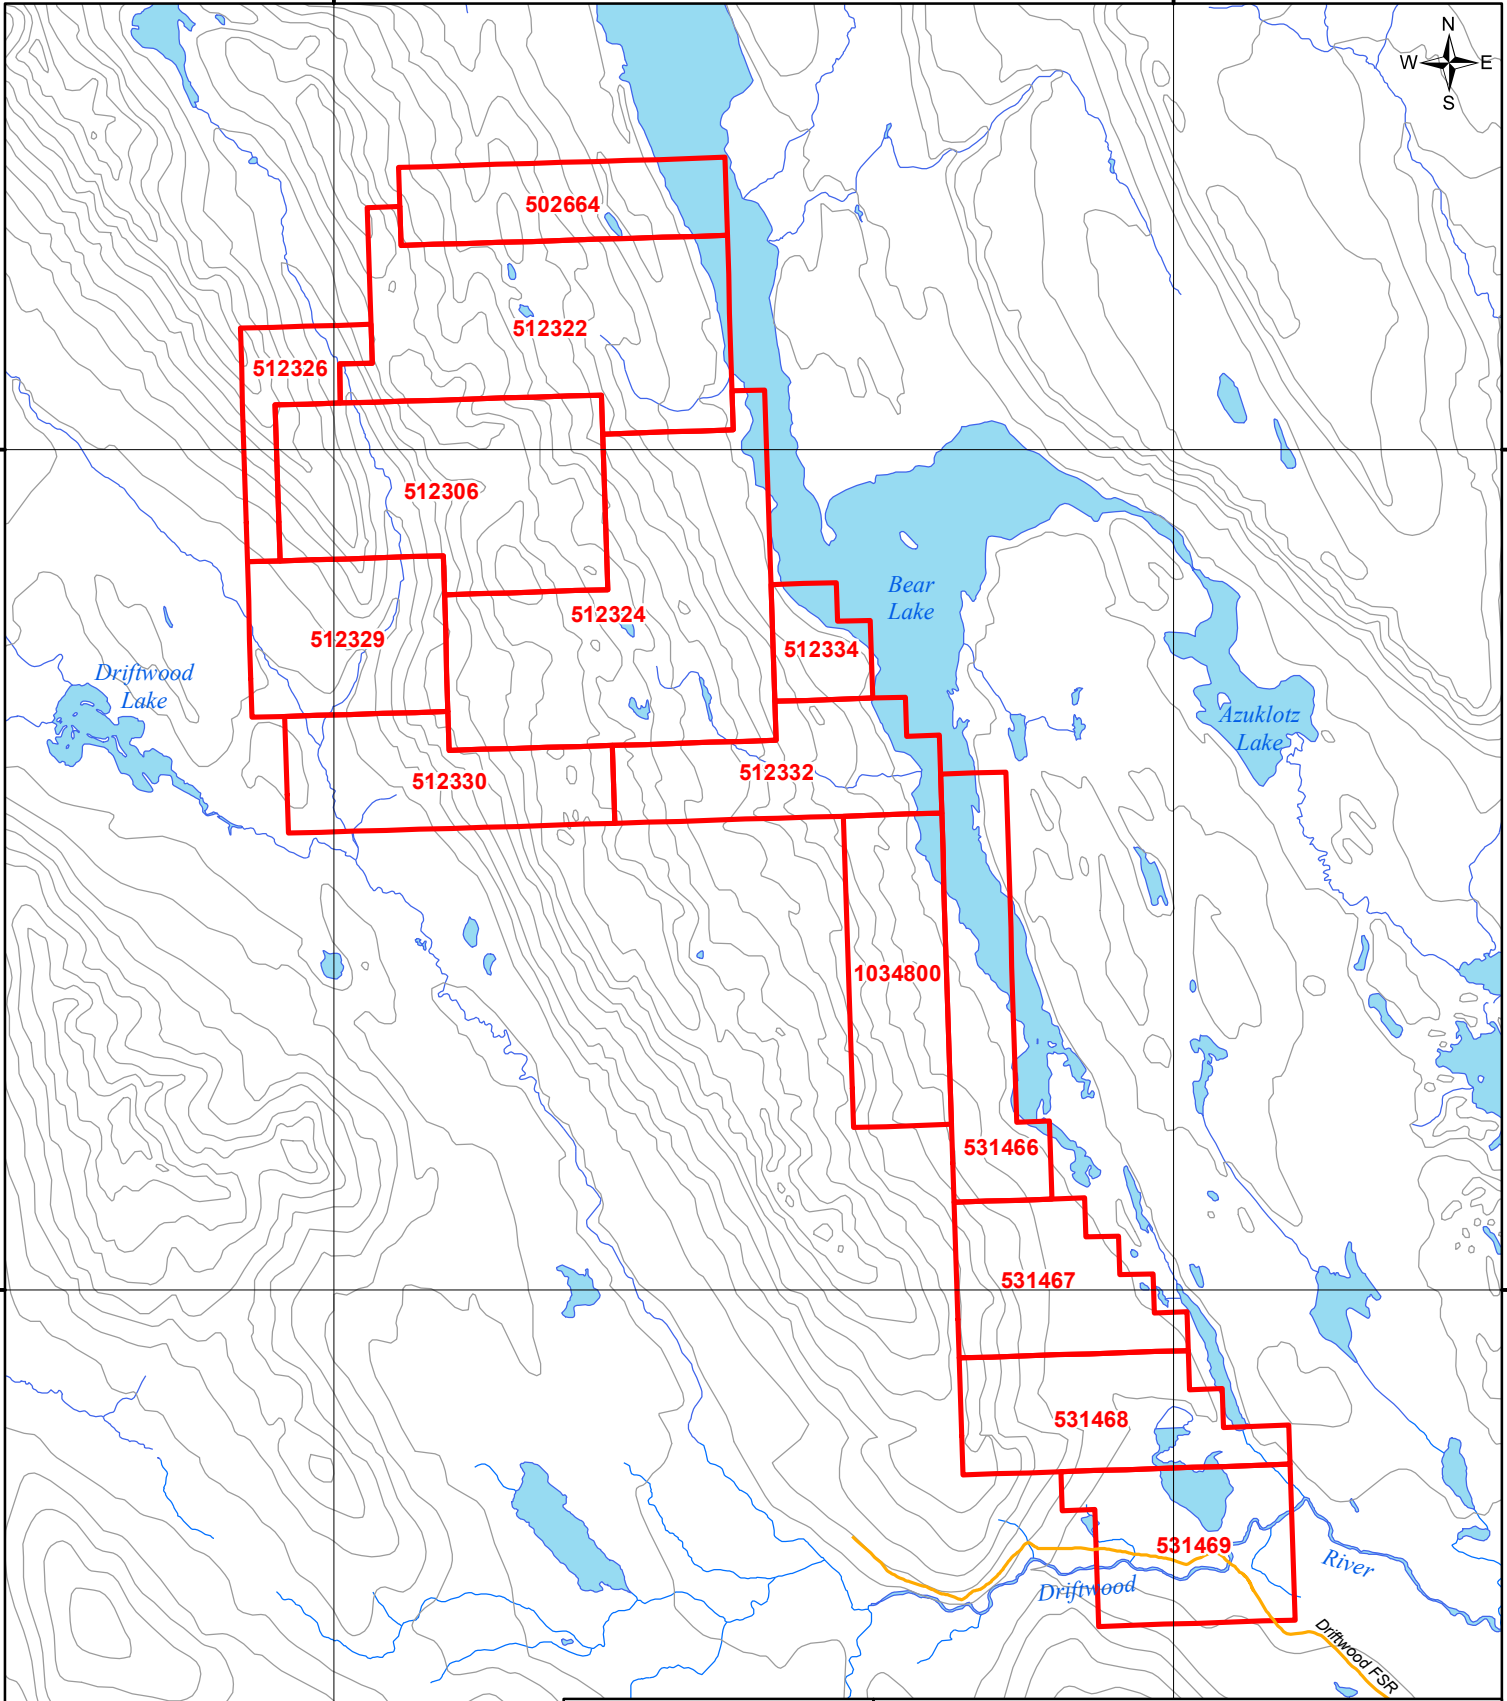 N
W E
S
502664
512322
512326
512306
Bear
Lake
512324
512329
512334
Driftwood
Lake
Azuklotz
Lake
512330
512332
1034800
531466
531467
531468
531469
River
Driftwood
Driftwood FSR